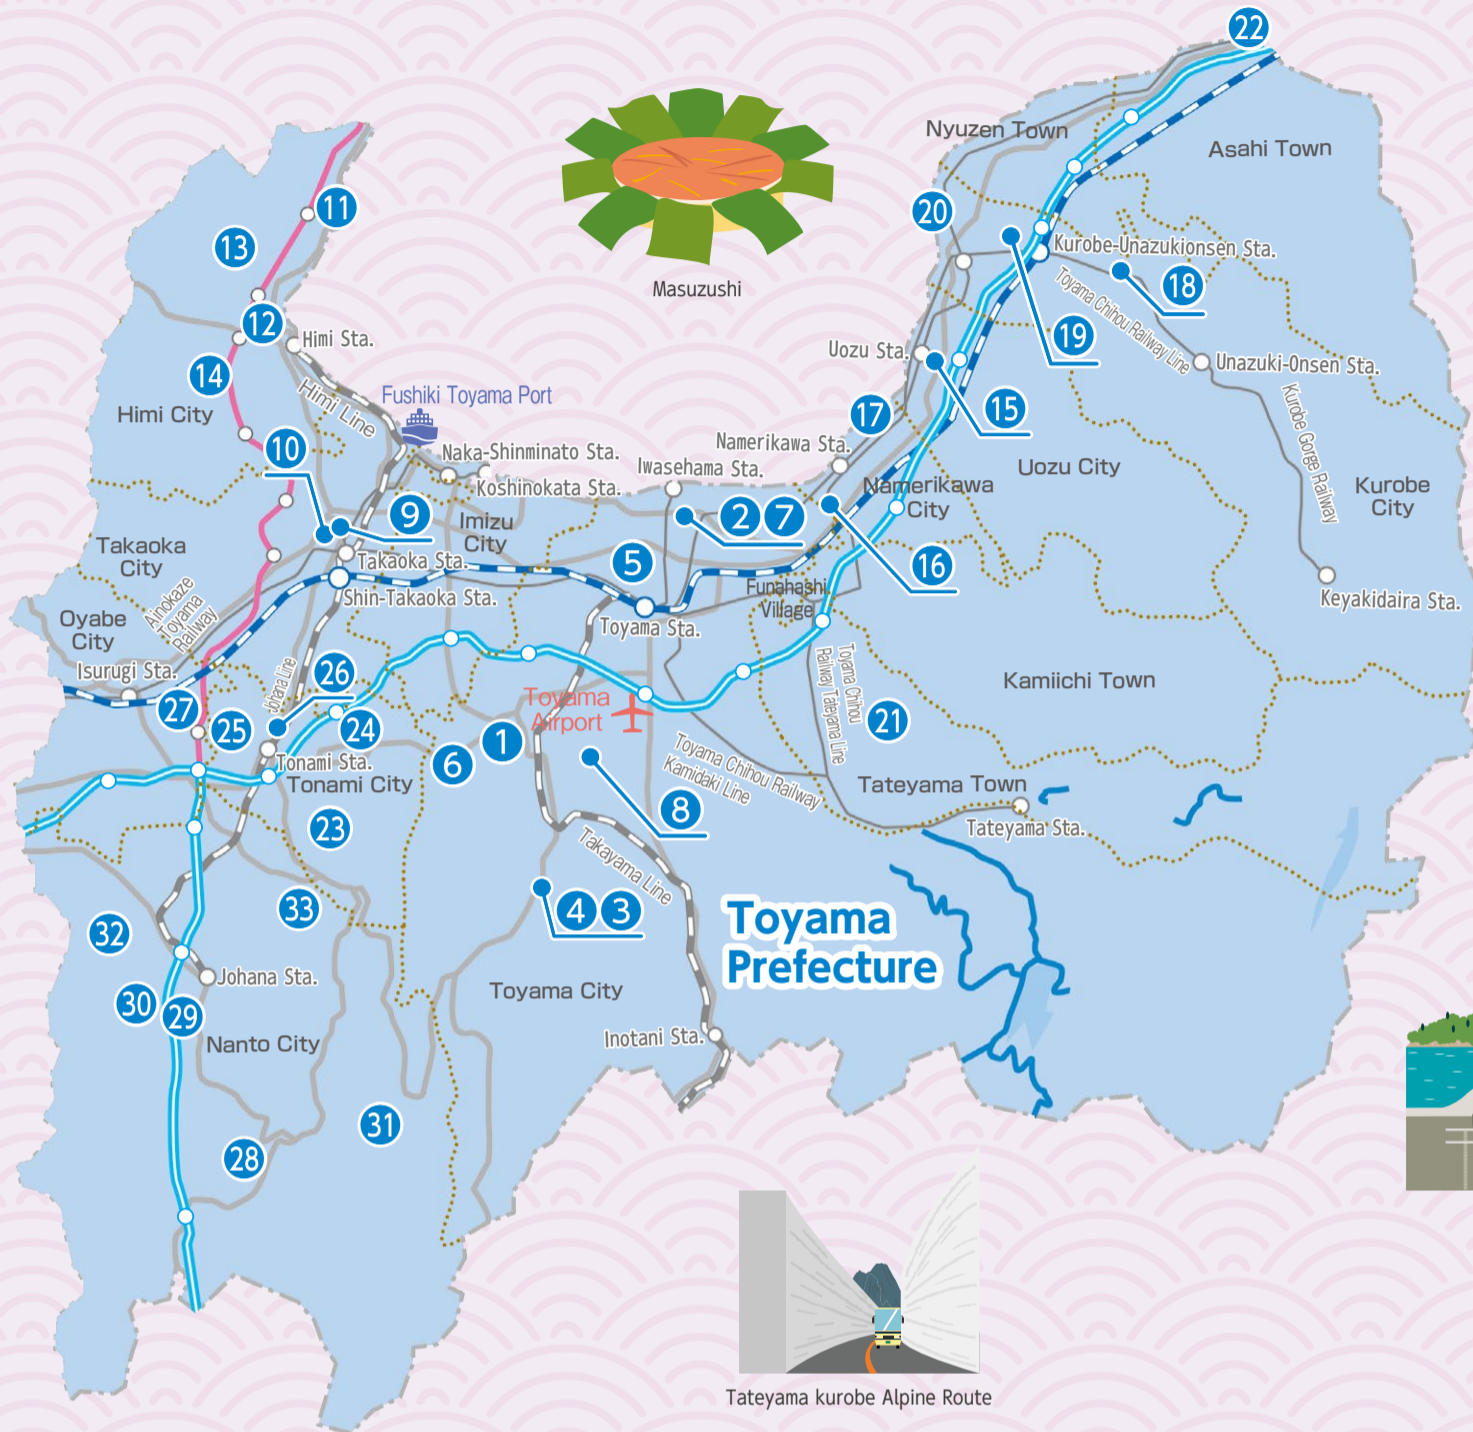 22
Nyuzen Town
Asahi Town
11
13
20
Masuzushi
Kurobe-Unazukionsen Sta.
18
Toyama Chihou Railway Line
12
Himi Sta.
19
Uozu Sta.
Unazuki-Onsen Sta.
14
Himi Line
Fushiki Toyama Port
Himi City
17
15
Kurobe Gorge Railway
10
Naka-Shinminato Sta.
Namerikawa Sta.
Iwasehama Sta.
Uozu City
Koshinokata Sta.
Namerikawa
City
Kurobe
City
9
Imizu
City
2 7
Takaoka
City
Takaoka Sta.
5
16
Shin-Takaoka Sta.
Funahashi
Village
Keyakidaira Sta.
Ainokaze
Toyama
Railway
Oyabe
City
Toyama Sta.
Isurugi Sta.
Johana Line
26
Toyama Chihou
Railway Tateyama Line
Kamiichi Town
27
25
24
Toyama
Airport
21
1
6
Tonami Sta.
Tonami City
Toyama Chihou Railway
Kamidaki Line
Tateyama Town
8
Tateyama Sta.
23
Takayama Line
33
4 3
32
Toyama
Prefecture
Johana Sta.
Toyama City
30
29
Nanto City
Inotani Sta.
31
28
Tateyama kurobe Alpine Route